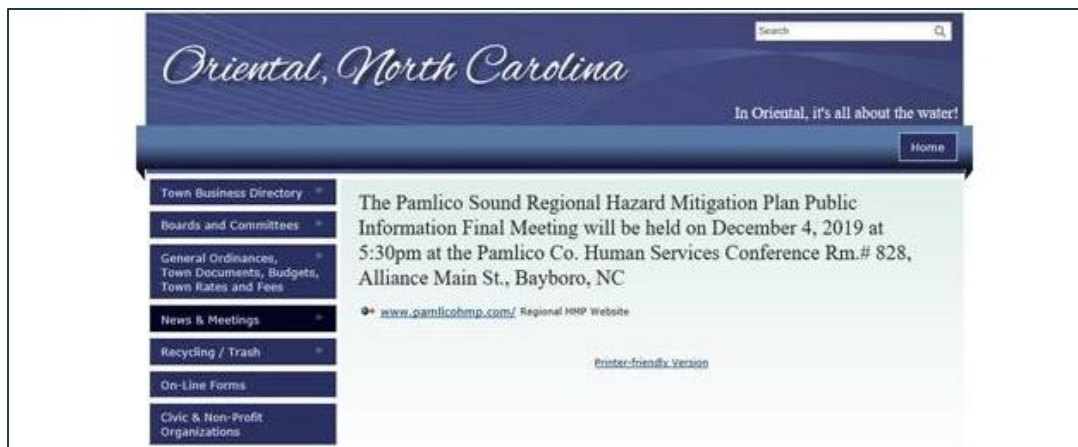 Search
Oriental, North Carolina
In Oriental, it's all about the water!
Home
Town Business Directory
Boards and Committees
General Ordinances,
Town Documents, Budgets,
Town Rates and Fees
News & Meetings
Recycling / Trash
On-Line Forms
Civic & Non-Profit
Organizations
The Pamlico Sound Regional Hazard Mitigation Plan Public
Information Final Meeting will be held on December 4, 2019 at
5:30pm at the Pamlico Co. Human Services Conference Rm.# 828,
Alliance Main St., Bayboro, NC
www.pamlicohmp.com/ Regional HMP Website
Printer-friendly Version